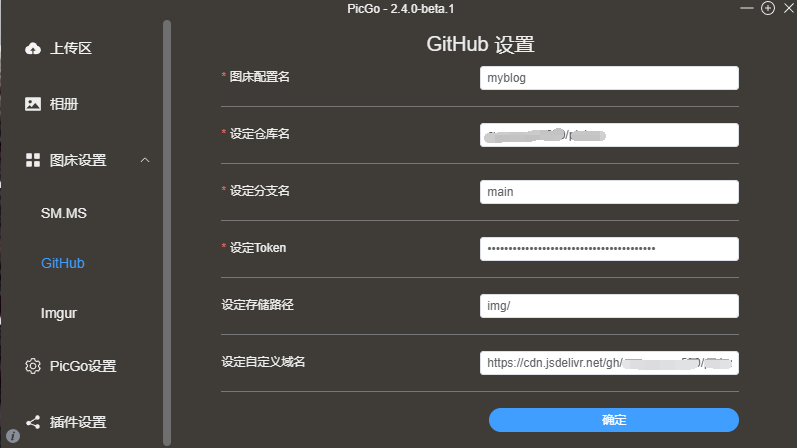 PicGo - 2.4.0-beta.1
上传区
相册
图床设置
SM.MS
GitHub
Imgur
PicGo设置
插件设置
GitHub 设置
* 图床配置名
myblog
* 设定仓库名
* 设定分支名
main
* 设定Token
••••••••••••••••••••••••••••••••••••••••
设定存储路径
img/
设定自定义域名
https://cdn.jsdelivr.net/gh/
确定